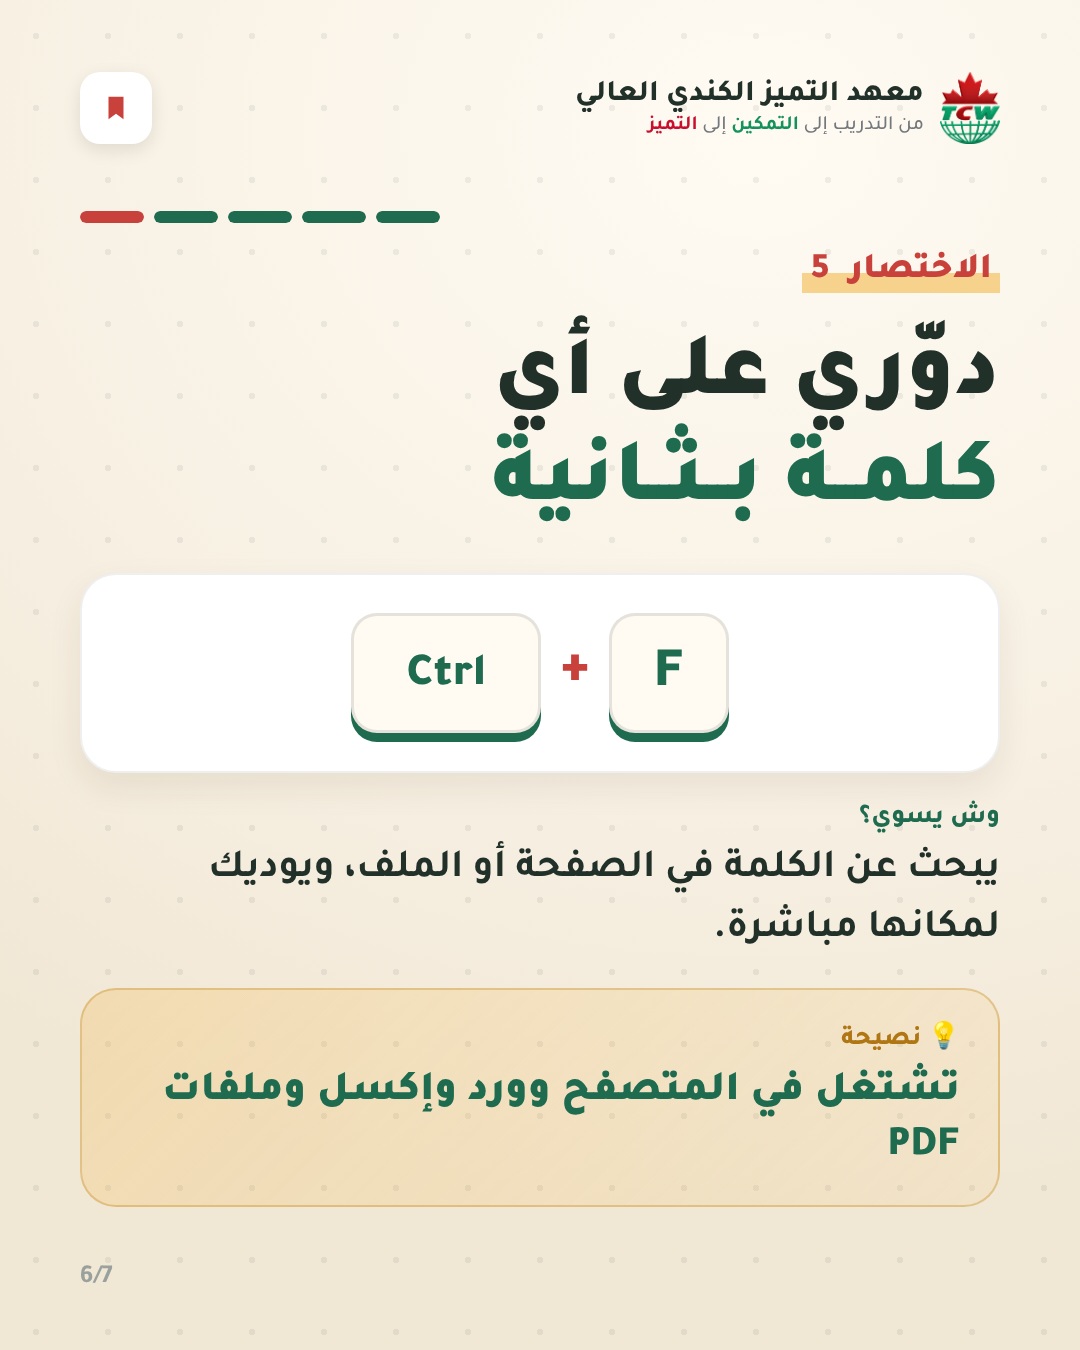 معهد التميز الكندي العالي
من التدريب إلى التمكين إلى التميز
TCW
الاختصار 5
دوّري على أي
كلمـة بـثـانية
Ctrl + F
وش يسوي؟
يبحث عن الكلمة في الصفحة أو الملف، ويوديك
لمكانها مباشرة.
💡 نصيحة
تشتغل في المتصفح وورد وإكسل وملفات
PDF
6/7